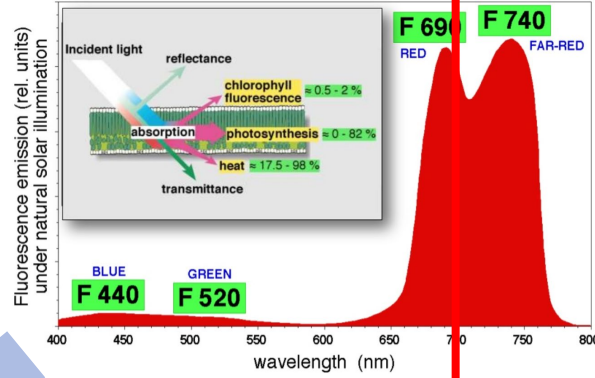 Fluorescence emission (rel. units)
under natural solar illumination
Incident light
reflectance
chlorophyll
fluorescence
≈ 0.5 - 2 %
absorption
photosynthesis
≈ 0 - 82 %
heat
≈ 17.5 - 98 %
transmittance
F 690
RED
F 740
FAR-RED
BLUE
F 440
GREEN
F 520
400 450 500 550 600 650 700 750 800
wavelength (nm)